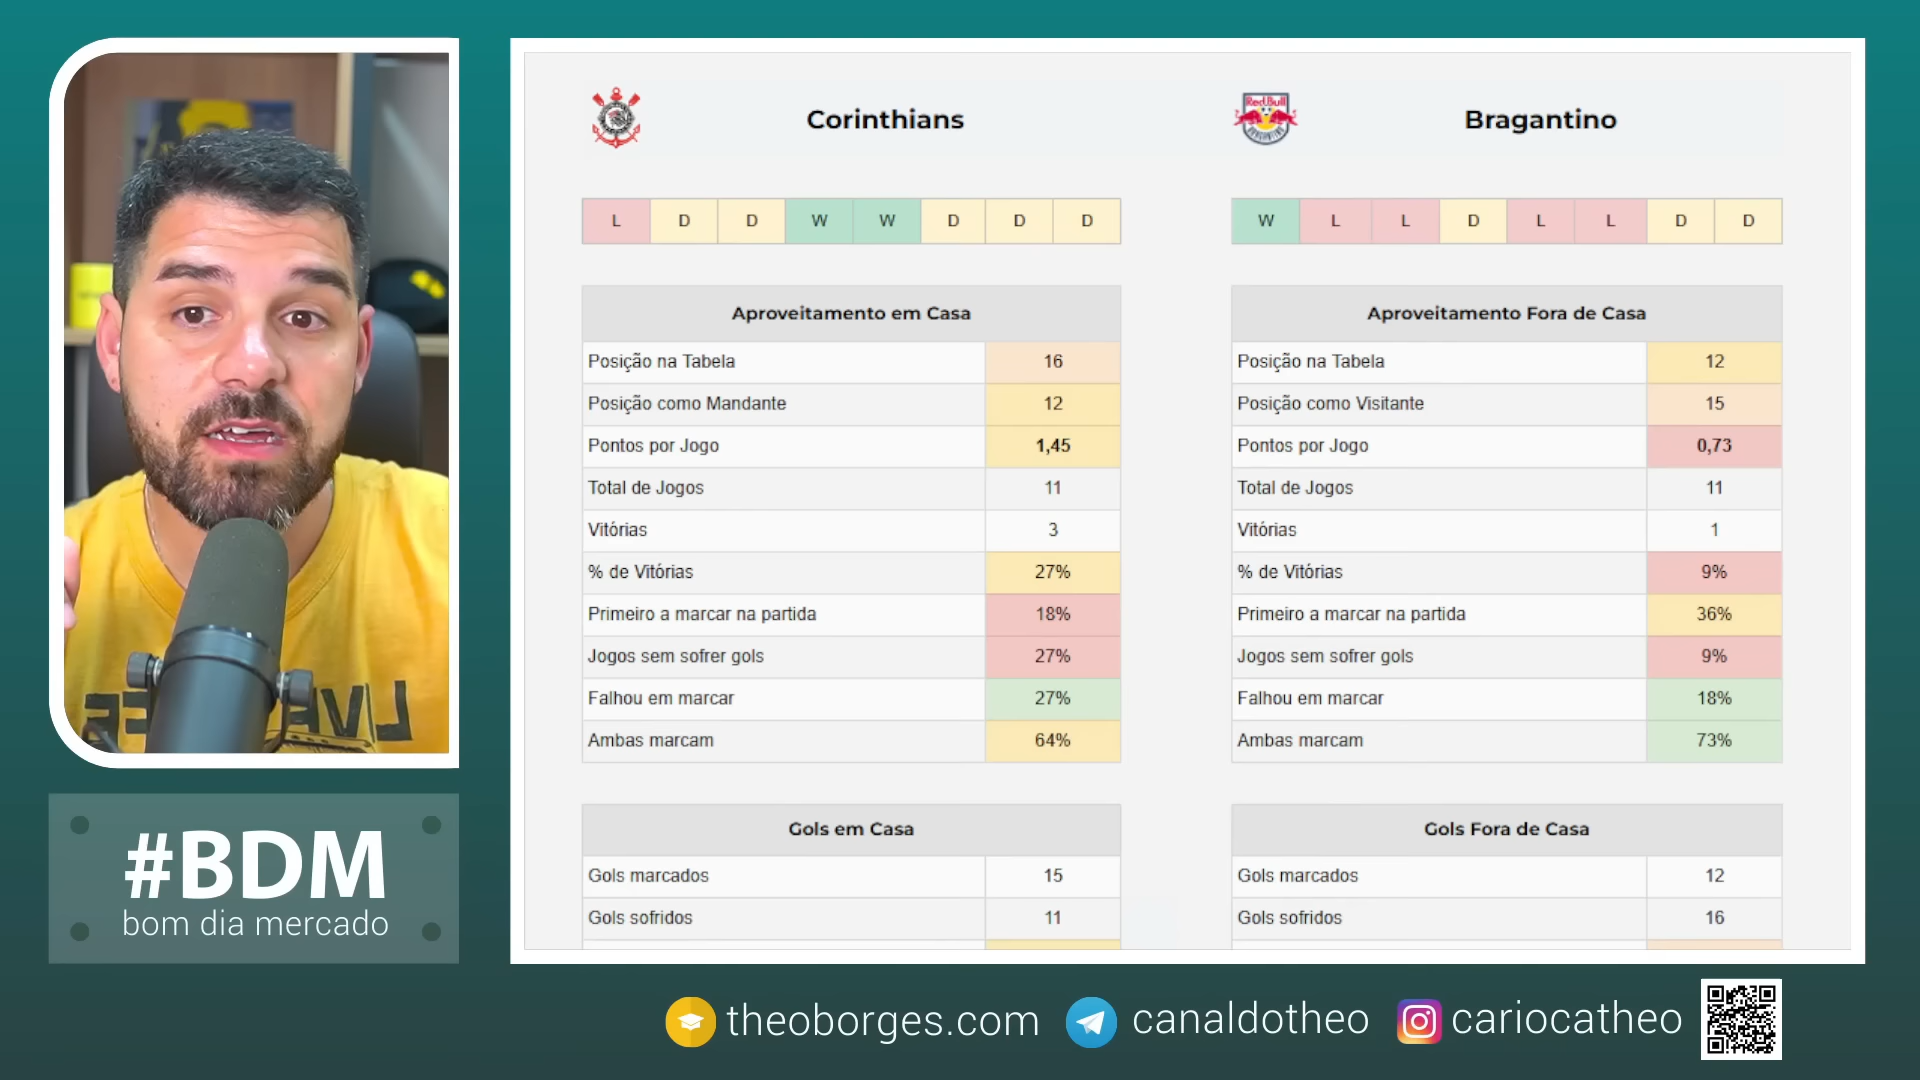 Corinthians
Bragantino
L D D W W D D D
W L L D L L D D
Aproveitamento em Casa
Posição na Tabela 16
Posição como Mandante 12
Pontos por Jogo 1,45
Total de Jogos 11
Vitórias 3
% de Vitórias 27%
Primeiro a marcar na partida 18%
Jogos sem sofrer gols 27%
Falhou em marcar 27%
Ambas marcam 64%
Aproveitamento Fora de Casa
Posição na Tabela 12
Posição como Visitante 15
Pontos por Jogo 0,73
Total de Jogos 11
Vitórias 1
% de Vitórias 9%
Primeiro a marcar na partida 36%
Jogos sem sofrer gols 9%
Falhou em marcar 18%
Ambas marcam 73%
Gols em Casa
Gols marcados 15
Gols sofridos 11
Gols Fora de Casa
Gols marcados 12
Gols sofridos 16
#BDM
bom dia mercado
theoborges.com
canaldotheo
cariocatheo
Red Bull